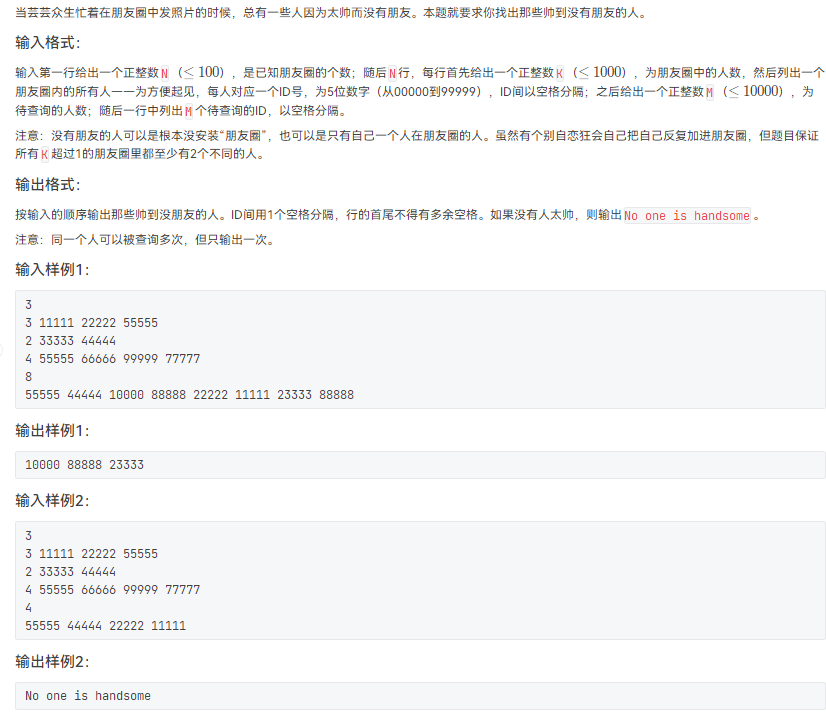 当芸芸众生忙着在朋友圈中发照片的时候，总有一些人因为太帅而没有朋友。本题就要求你找出那些帅到没有朋友的人。
输入格式：
输入第一行给出一个正整数N（≤100），是已知朋友圈的个数；随后N行，每行首先给出一个正整数K（≤1000），为朋友圈中的人数，然后列出一个
朋友圈内的所有人——为方便起见，每人对应一个ID号，为5位数字（从00000到99999），ID间以空格分隔；之后给出一个正整数M（≤10000），为
待查询的人数；随后一行中列出M个待查询的ID，以空格分隔。
注意：没有朋友的人可以是根本没安装“朋友圈”，也可以是只有自己一个人在朋友圈的人。虽然有个别自恋狂会自己把自己反复加进朋友圈，但题目保证
所有K超过1的朋友圈里都至少有2个不同的人。
输出格式：
按输入的顺序输出那些帅到没朋友的人。ID间用1个空格分隔，行的首尾不得有多余空格。如果没有人太帅，则输出No one is handsome。
注意：同一个人可以被查询多次，但只输出一次。
输入样例1：
3
3 11111 22222 55555
2 33333 44444
4 55555 66666 99999 77777
8
55555 44444 10000 88888 22222 11111 23333 88888
输出样例1：
10000 88888 23333
输入样例2：
3
3 11111 22222 55555
2 33333 44444
4 55555 66666 99999 77777
4
55555 44444 22222 11111
输出样例2：
No one is handsome